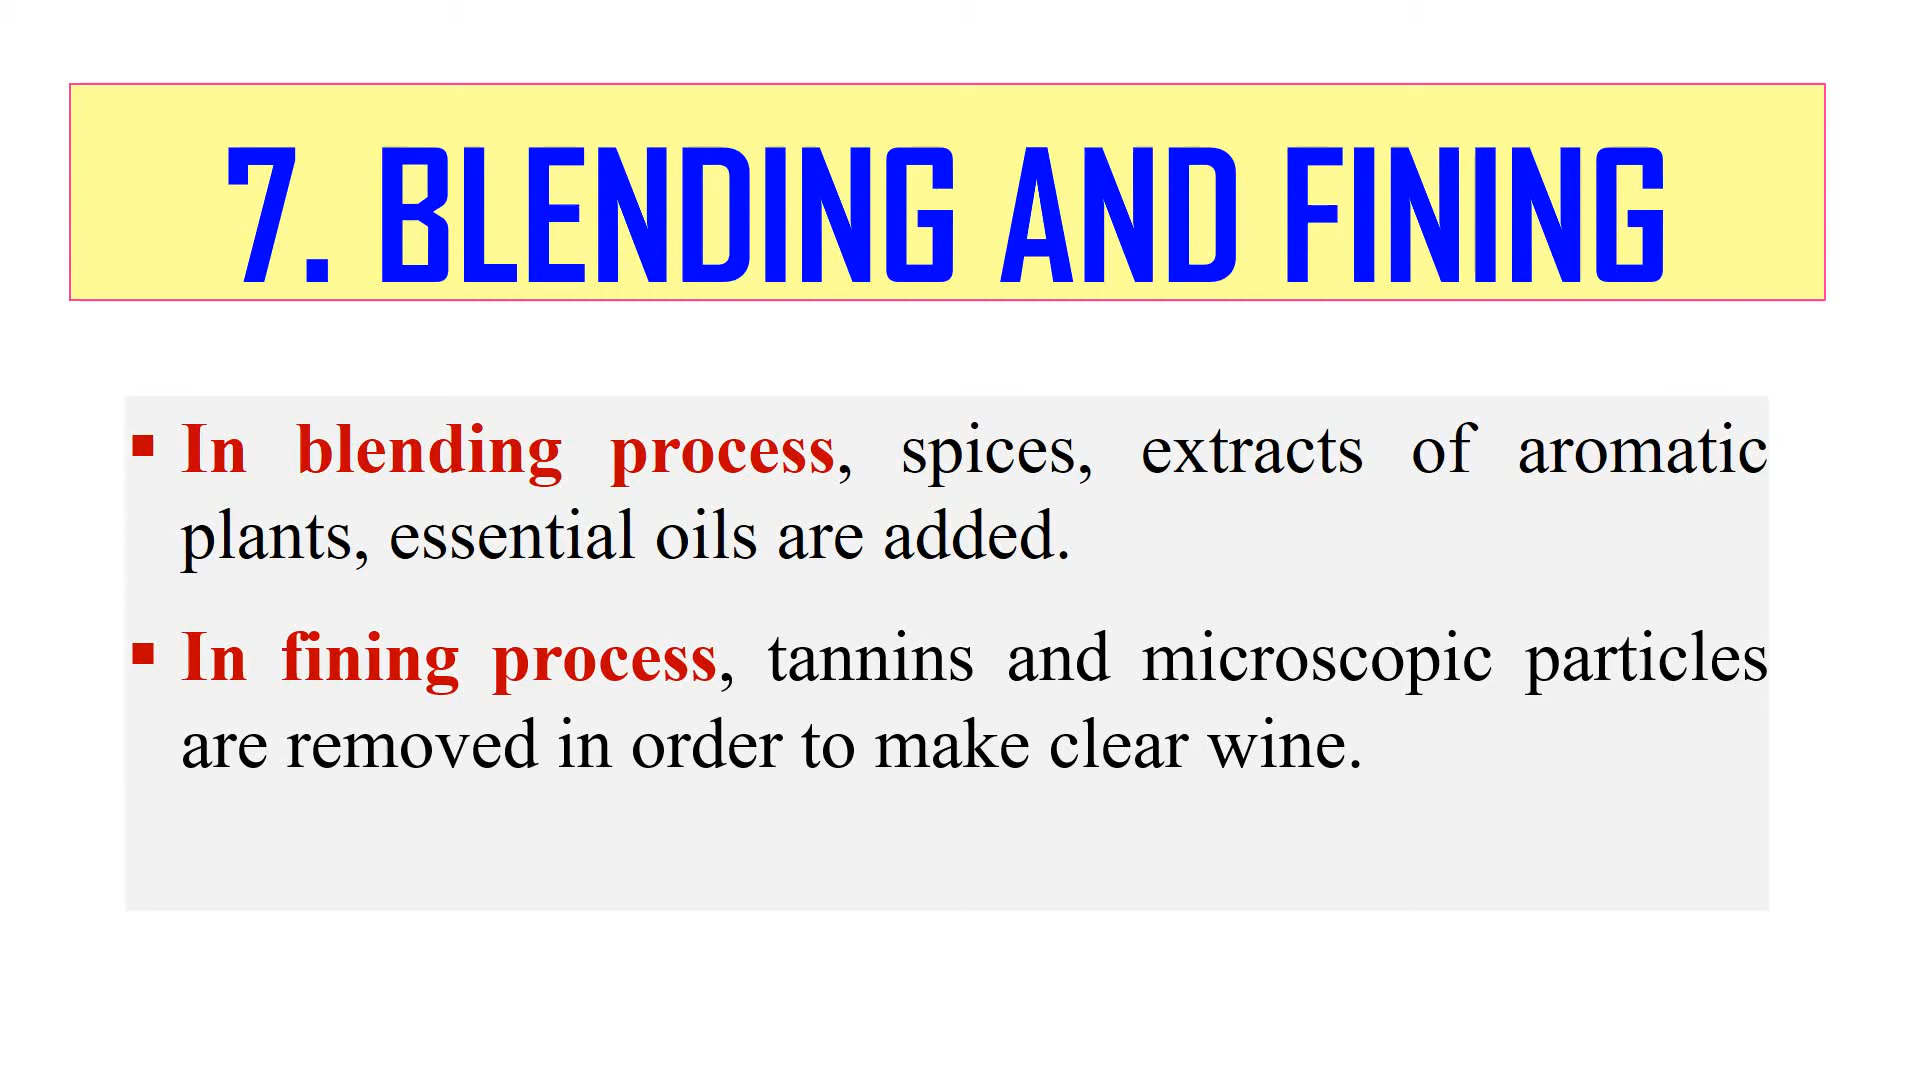 7. BLENDING AND FINING
▪ In blending process, spices, extracts of aromatic
plants, essential oils are added.
▪ In fining process, tannins and microscopic particles
are removed in order to make clear wine.